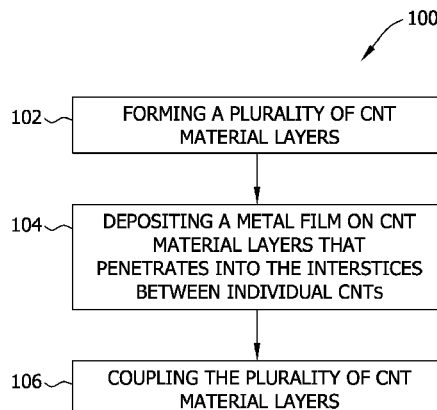 100
102
FORMING A PLURALITY OF CNT
MATERIAL LAYERS
104
DEPOSITING A METAL FILM ON CNT
MATERIAL LAYERS THAT
PENETRATES INTO THE INTERSTICES
BETWEEN INDIVIDUAL CNTs
106
COUPLING THE PLURALITY OF CNT
MATERIAL LAYERS